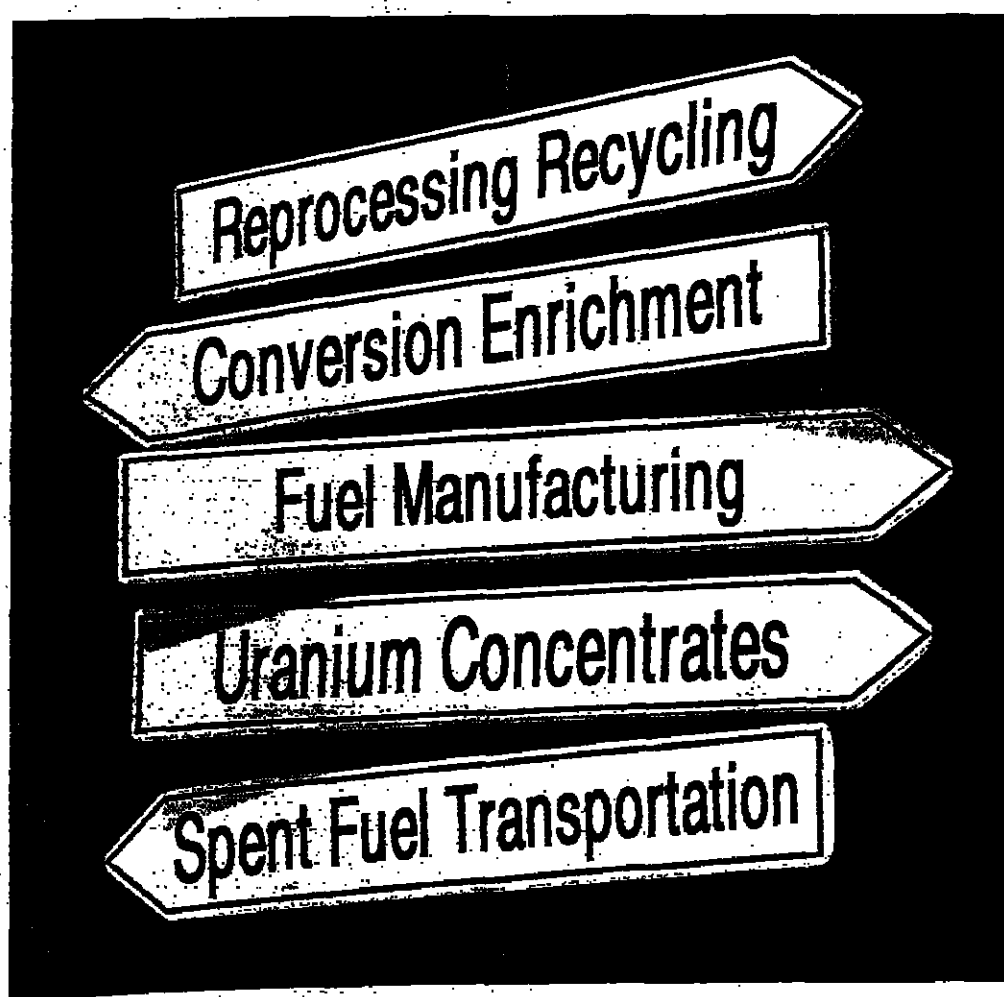 Reprocessing Recycling
Conversion Enrichment
Fuel Manufacturing
Uranium Concentrates
Spent Fuel Transportation